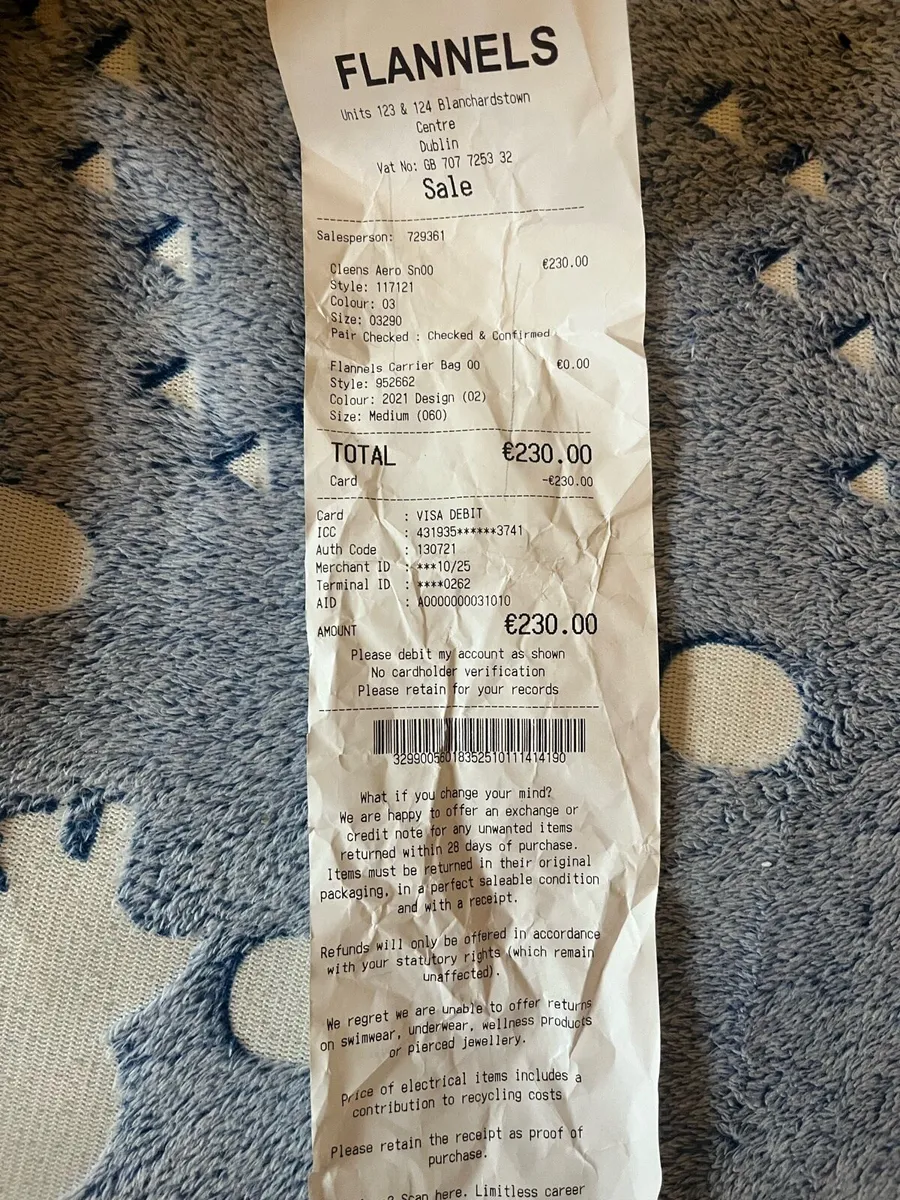 FLANNELS
Units 123 & 124 Blanchardstown
Centre
Dublin
Vat No: GB 707 7253 32
Sale
Salesperson: 729361
Cleens Aero Sn00 €230.00
Style: 117121
Colour: 03
Size: 03290
Pair Checked : Checked & Confirmed
Flannels Carrier Bag 00 €0.00
Style: 952662
Colour: 2021 Design (02)
Size: Medium (060)
TOTAL €230.00
Card -€230.00
Card : VISA DEBIT
ICC : 431935******3741
Auth Code : 130721
Merchant ID : ***10/25
Terminal ID : ****0262
AID : A0000000031010
AMOUNT €230.00
Please debit my account as shown
No cardholder verification
Please retain for your records
32990056018352510111414190
What if you change your mind?
We are happy to offer an exchange or
credit note for any unwanted items
returned within 28 days of purchase.
Items must be returned in their original
packaging, in a perfect saleable condition
and with a receipt.
Refunds will only be offered in accordance
with your statutory rights (which remain
unaffected).
We regret we are unable to offer returns
on swimwear, underwear, wellness products
or pierced jewellery.
Price of electrical items includes a
contribution to recycling costs
Please retain the receipt as proof of
purchase.
? Scan here. Limitless career